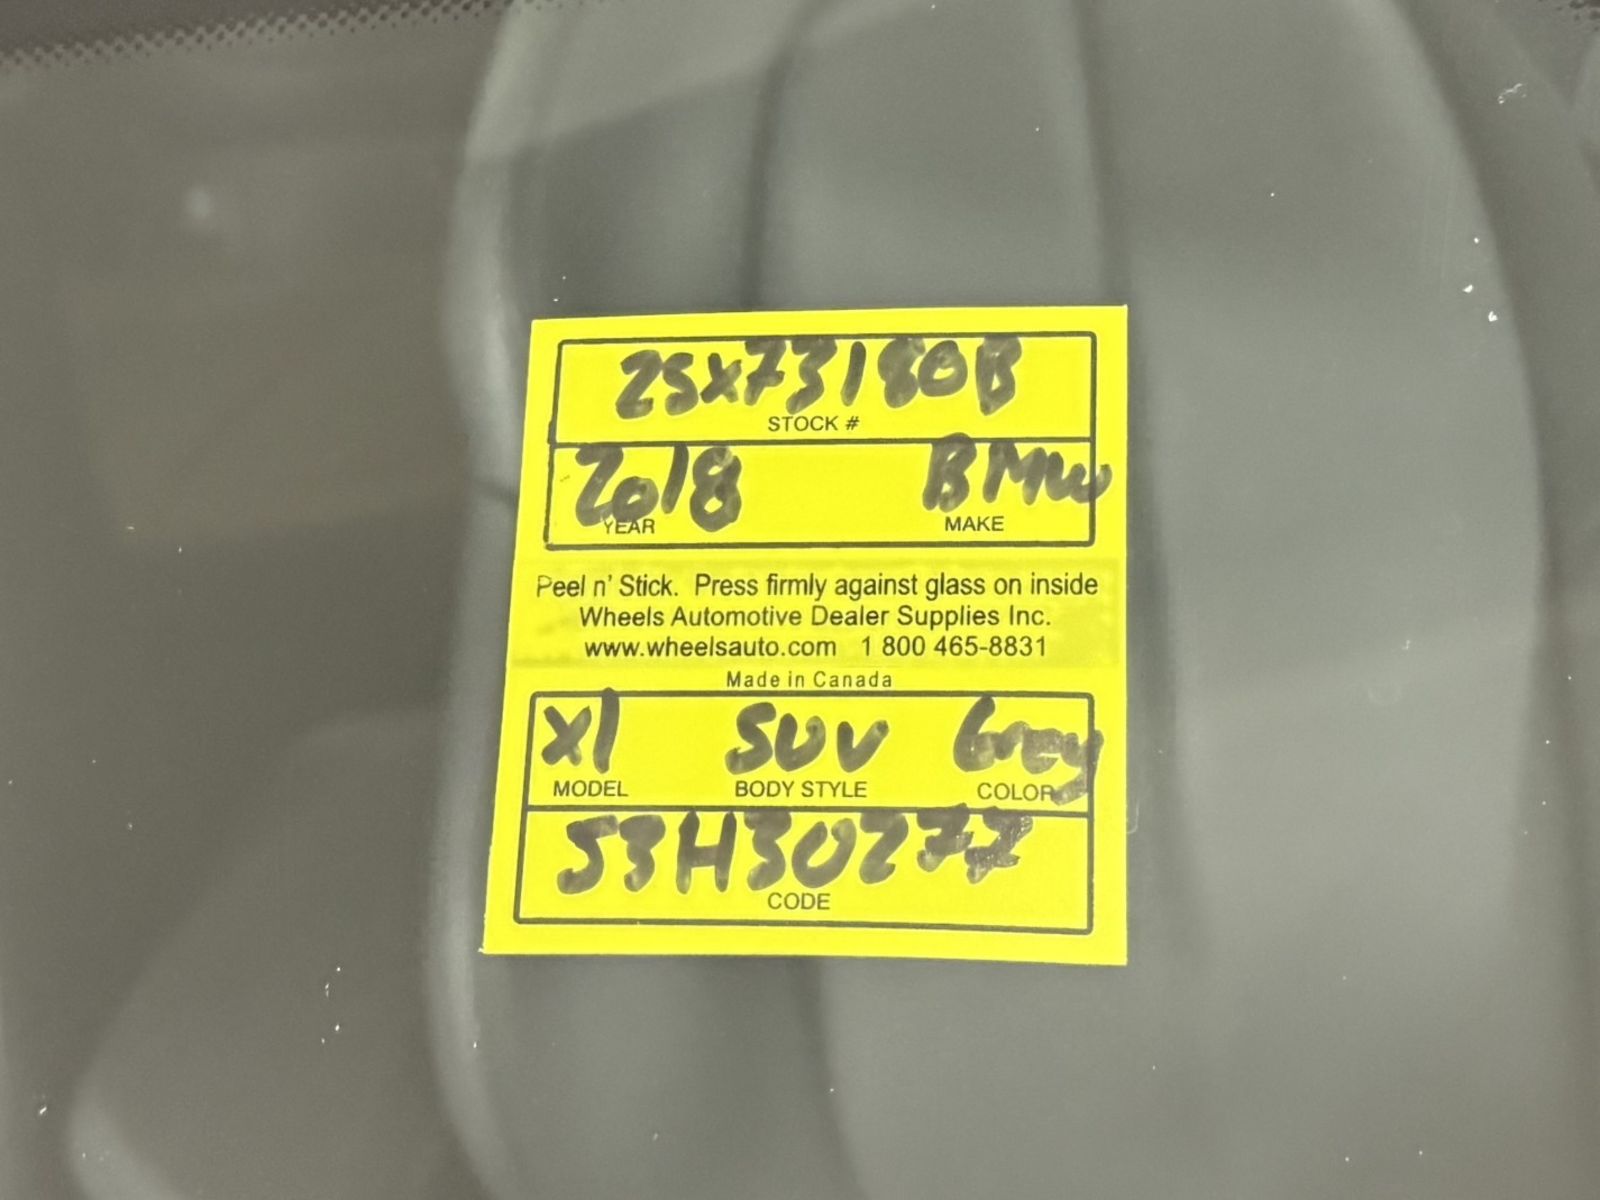 25X73180B
STOCK #
2018 BMW
YEAR MAKE
Peel n' Stick. Press firmly against glass on inside
Wheels Automotive Dealer Supplies Inc.
www.wheelsauto.com 1 800 465-8831
Made in Canada
X1 SUV Grey
MODEL BODY STYLE COLOR
J3H30277
CODE